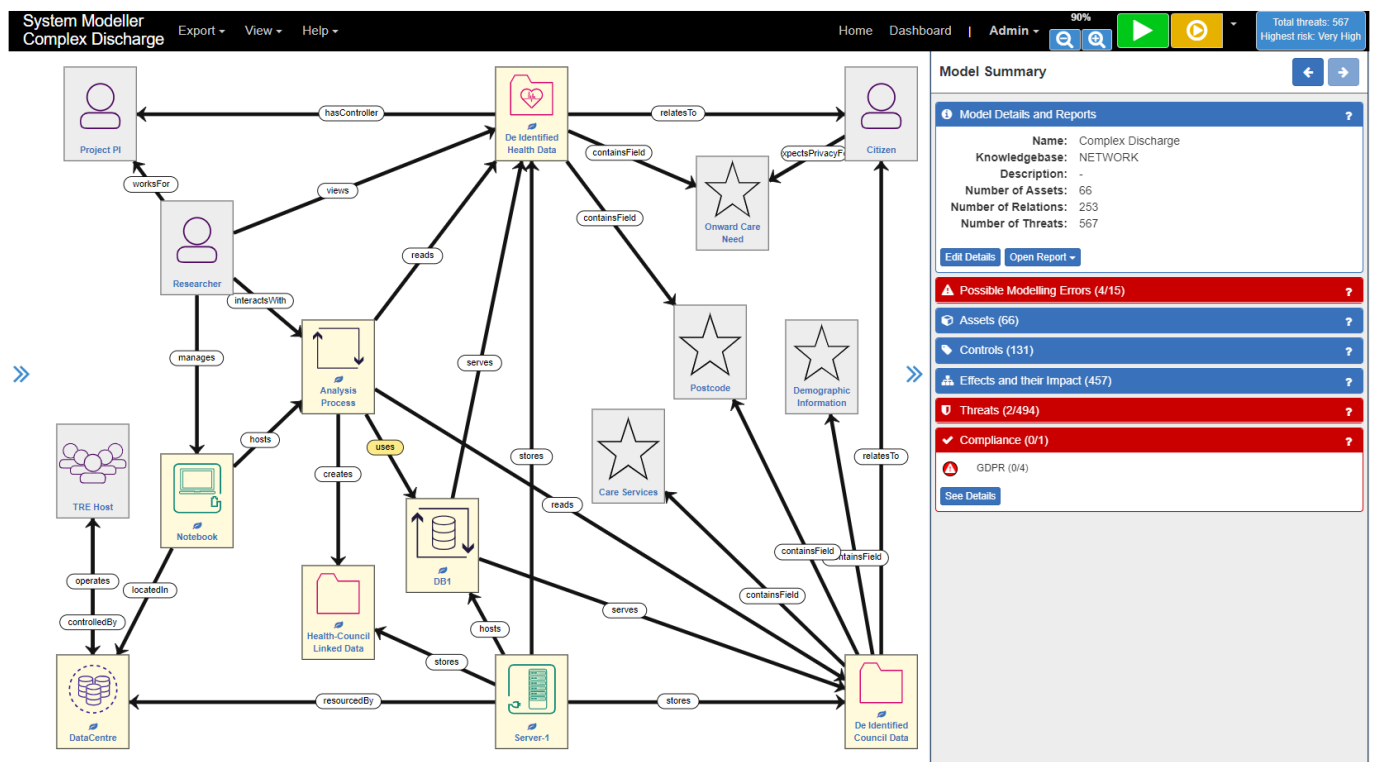 System Modeller
Complex Discharge
Export
View
Help
Home
Dashboard
|
Admin
90%
Total threats: 567
Highest risk: Very High
Project PI
hasController
De Identified
Health Data
relatesTo
Citizen
containsField
xpectsPrivacyF
worksFor
views
Onward Care
Need
containsField
Researcher
reads
interactsWith
manages
serves
Analysis
Process
Postcode
Demographic
Information
hosts
uses
creates
stores
relatesTo
TRE Host
Notebook
Care Services
reads
DB1
containsField
ntainsField
operates
locatedIn
controlledBy
containsField
serves
hosts
Health-Council
Linked Data
stores
resourcedBy
stores
DataCentre
Server-1
De Identified
Council Data
Model Summary
Model Details and Reports ?
Name: Complex Discharge
Knowledgebase: NETWORK
Description: -
Number of Assets: 66
Number of Relations: 253
Number of Threats: 567
Edit Details
Open Report
Possible Modelling Errors (4/15) ?
Assets (66) ?
Controls (131) ?
Effects and their Impact (457) ?
Threats (2/494) ?
Compliance (0/1) ?
GDPR (0/4)
See Details